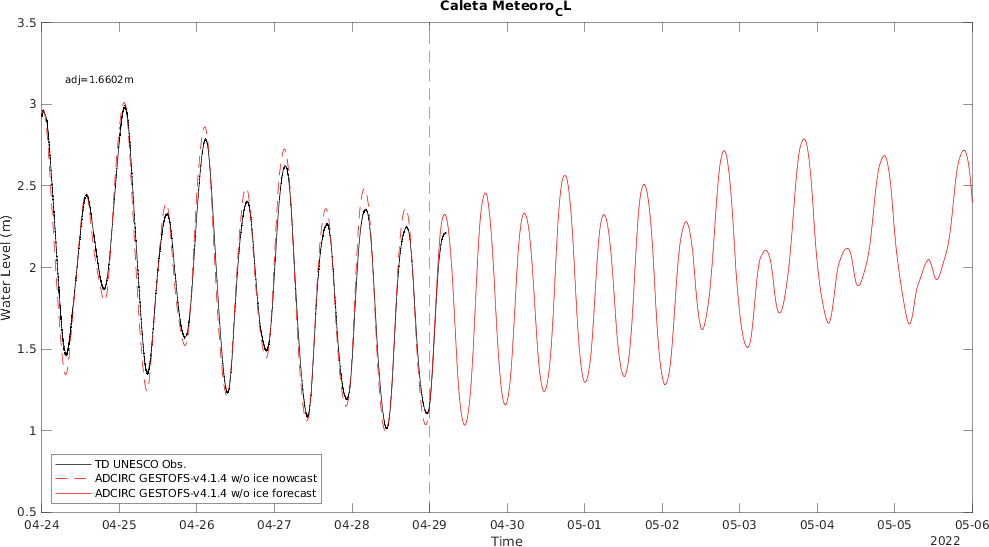 Caleta MeteoroCL
3.5
adj=1.6602m
3
2.5
2
1.5
1
0.5
Water Level (m)
TD UNESCO Obs.
ADCIRC GESTOFS-v4.1.4 w/o ice nowcast
ADCIRC GESTOFS-v4.1.4 w/o ice forecast
04-24 04-25 04-26 04-27 04-28 04-29 04-30 05-01 05-02 05-03 05-04 05-05 05-06
Time
2022